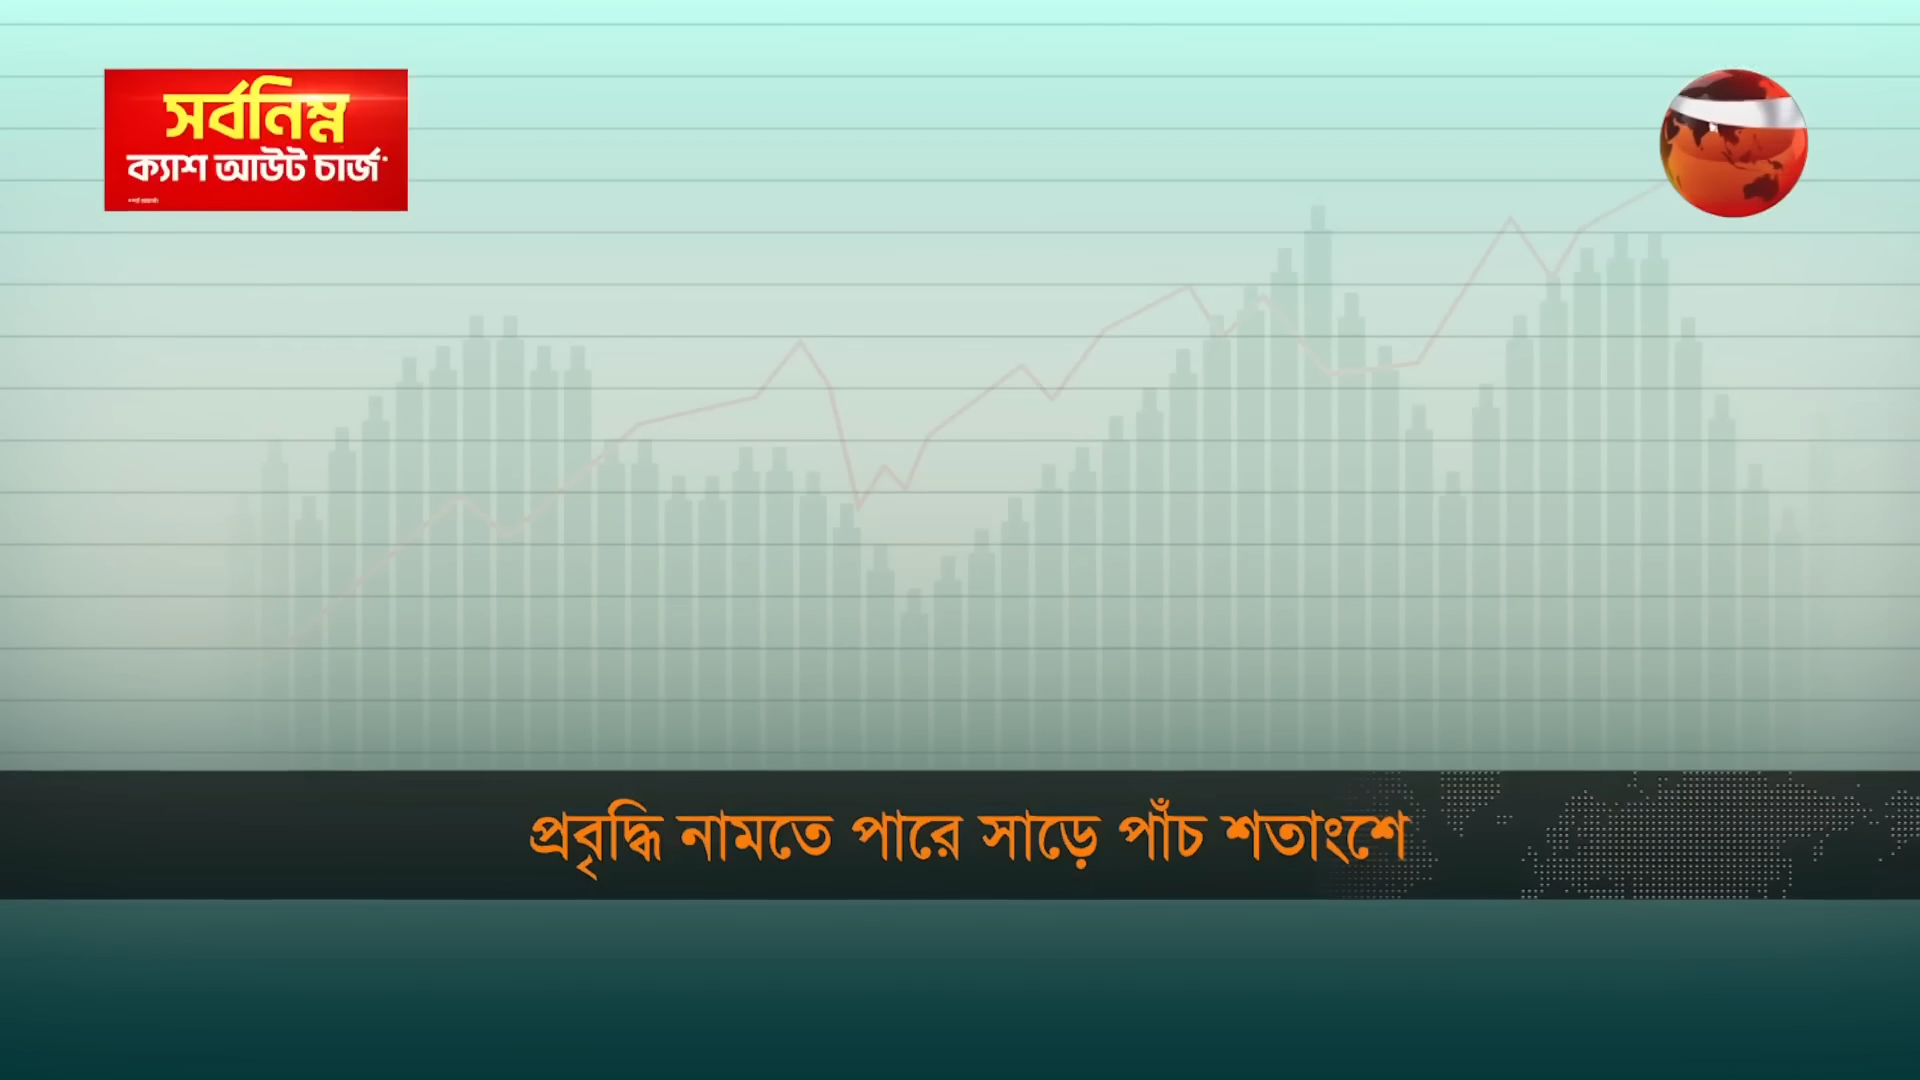 সর্বনিম্ন
ক্যাশ আউট চার্জ*
প্রবৃদ্ধি নামতে পারে সাড়ে পাঁচ শতাংশে